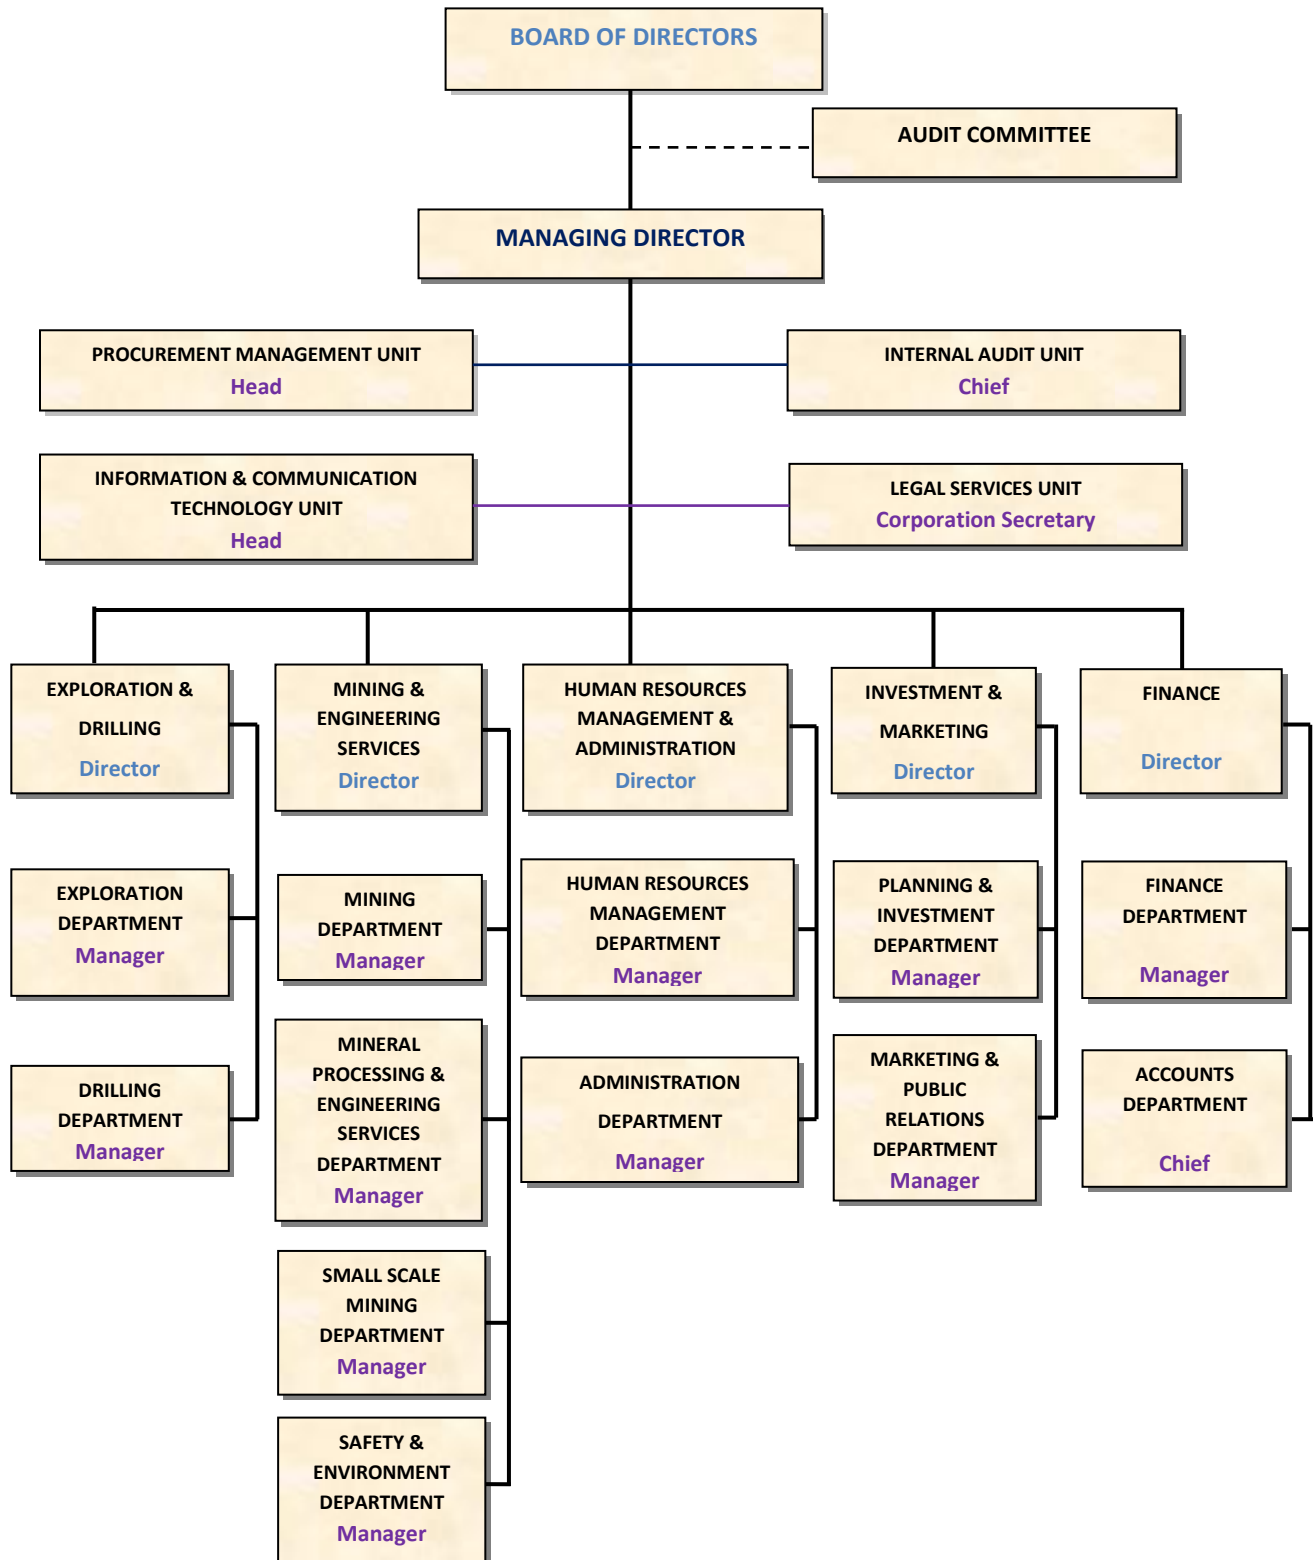 BOARD OF DIRECTORS
AUDIT COMMITTEE
MANAGING DIRECTOR
PROCUREMENT MANAGEMENT UNIT
Head
INTERNAL AUDIT UNIT
Chief
INFORMATION & COMMUNICATION
TECHNOLOGY UNIT
Head
LEGAL SERVICES UNIT
Corporation Secretary
EXPLORATION &
DRILLING
Director
MINING &
ENGINEERING
SERVICES
Director
HUMAN RESOURCES
MANAGEMENT &
ADMINISTRATION
Director
INVESTMENT &
MARKETING
Director
FINANCE
Director
EXPLORATION
DEPARTMENT
Manager
MINING
DEPARTMENT
Manager
HUMAN RESOURCES
MANAGEMENT
DEPARTMENT
Manager
PLANNING &
INVESTMENT
DEPARTMENT
Manager
FINANCE
DEPARTMENT
Manager
DRILLING
DEPARTMENT
Manager
MINERAL
PROCESSING &
ENGINEERING
SERVICES
DEPARTMENT
Manager
ADMINISTRATION
DEPARTMENT
Manager
MARKETING &
PUBLIC
RELATIONS
DEPARTMENT
Manager
ACCOUNTS
DEPARTMENT
Chief
SMALL SCALE
MINING
DEPARTMENT
Manager
SAFETY &
ENVIRONMENT
DEPARTMENT
Manager